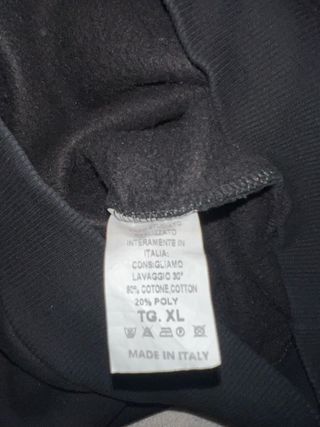 INTERAMENTE IN
ITALIA:
CONSIGLIAMO
LAVAGGIO 30°
80% COTONE,COTTON
20% POLY
TG. XL
MADE IN ITALY